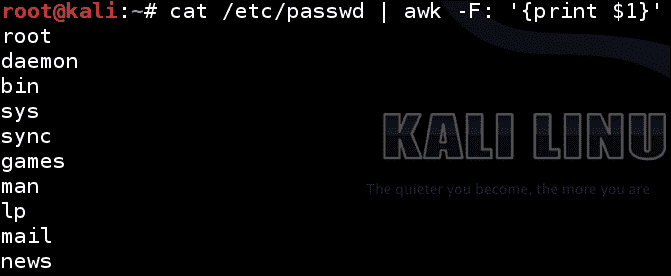 root@kali:~# cat /etc/passwd | awk -F: '{print $1}'
root
daemon
bin
sys
sync
games
man
lp
mail
news
KALI LINU
The quieter you become, the more you are